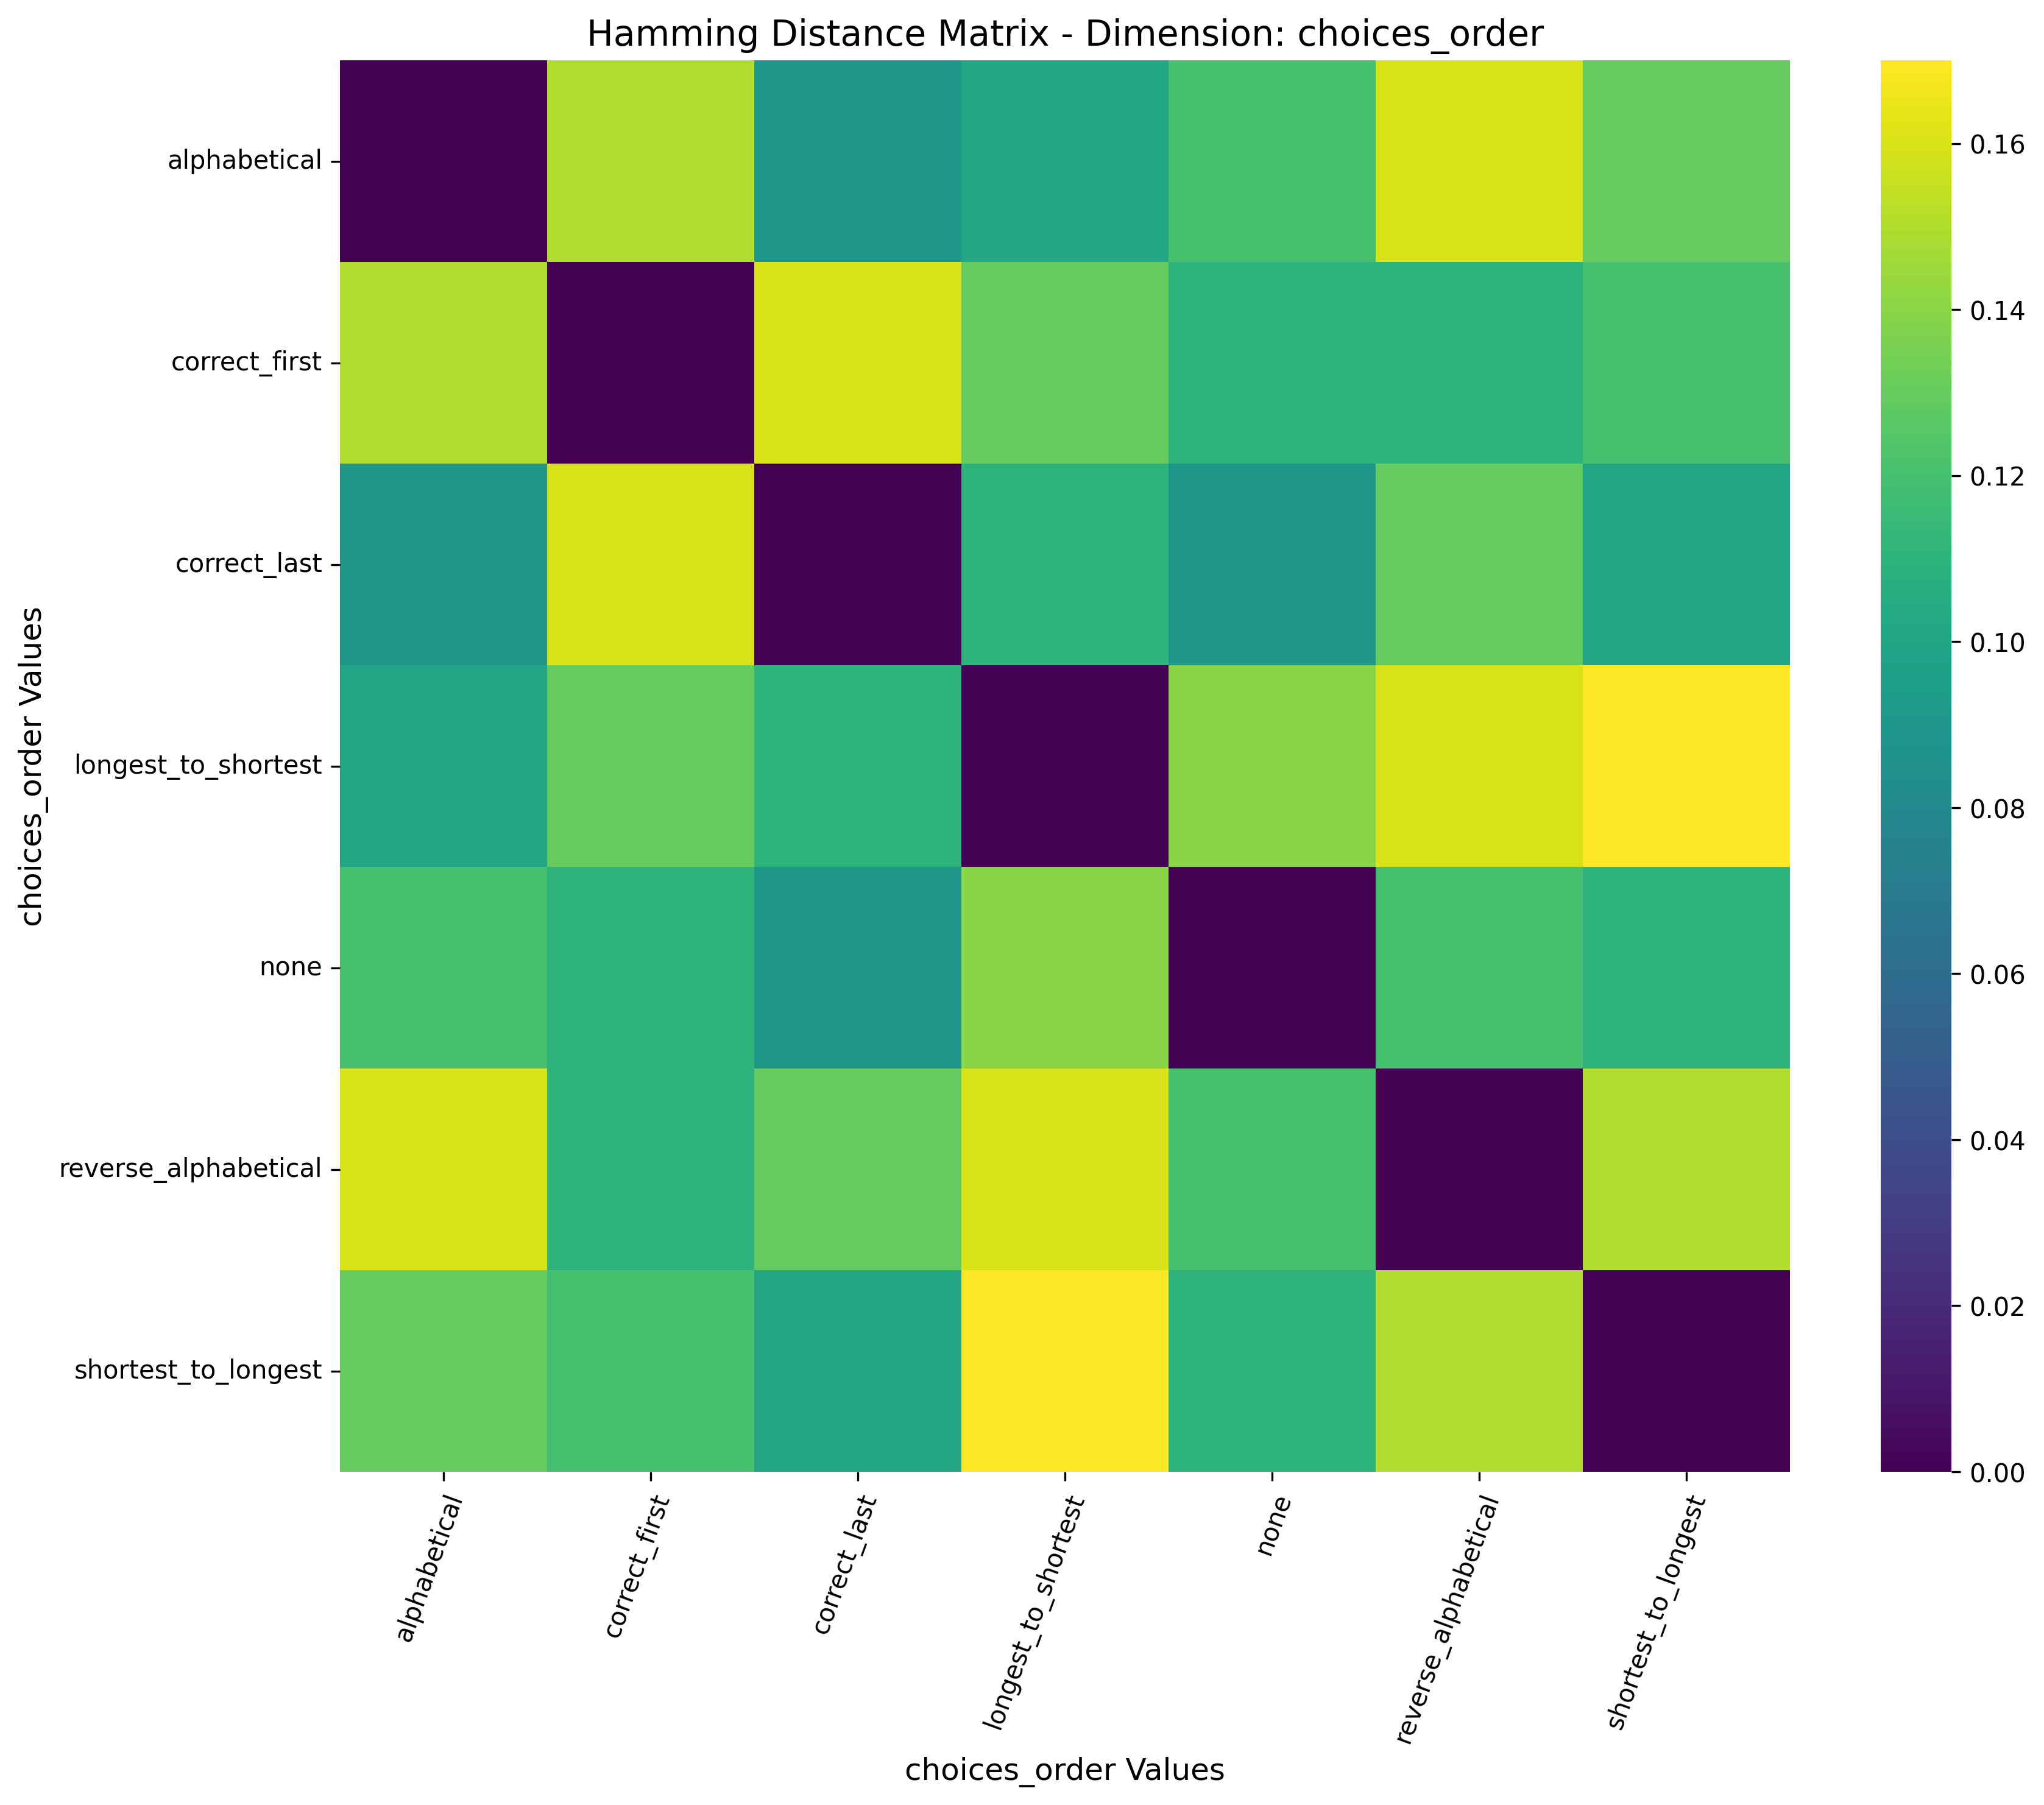 Hamming Distance Matrix - Dimension: choices_order
choices_order Values
alphabetical
correct_first
correct_last
longest_to_shortest
none
reverse_alphabetical
shortest_to_longest
alphabetical
correct_first
correct_last
longest_to_shortest
none
reverse_alphabetical
shortest_to_longest
choices_order Values
0.16
0.14
0.12
0.10
0.08
0.06
0.04
0.02
0.00